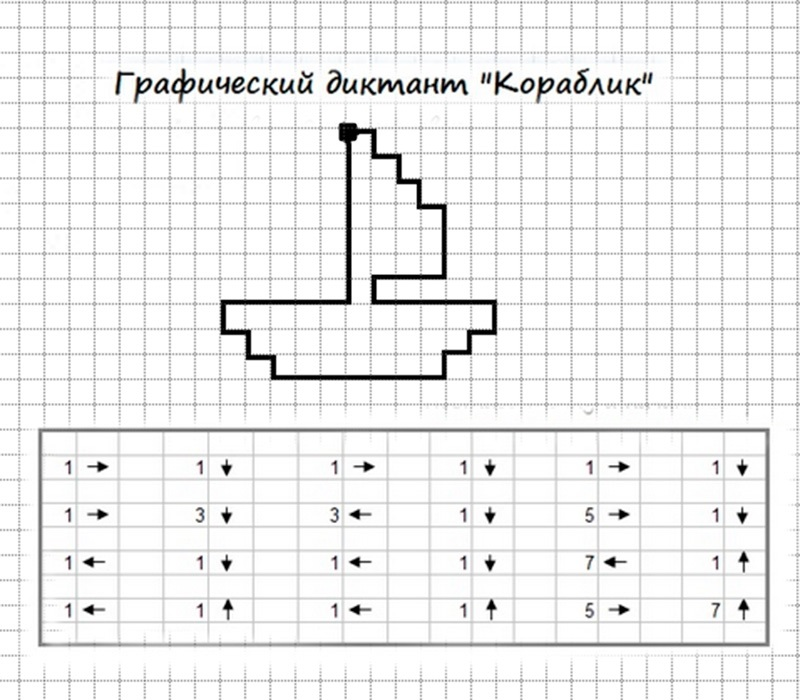 Графический диктант "Кораблик"
1 → 1 ↓ 1 → 1 ↓ 1 → 1 ↓
1 → 3 ↓ 3 ← 1 ↓ 5 → 1 ↓
1 ← 1 ↓ 1 ← 1 ↓ 7 ← 1 ↑
1 ← 1 ↑ 1 ← 1 ↑ 5 → 7 ↑